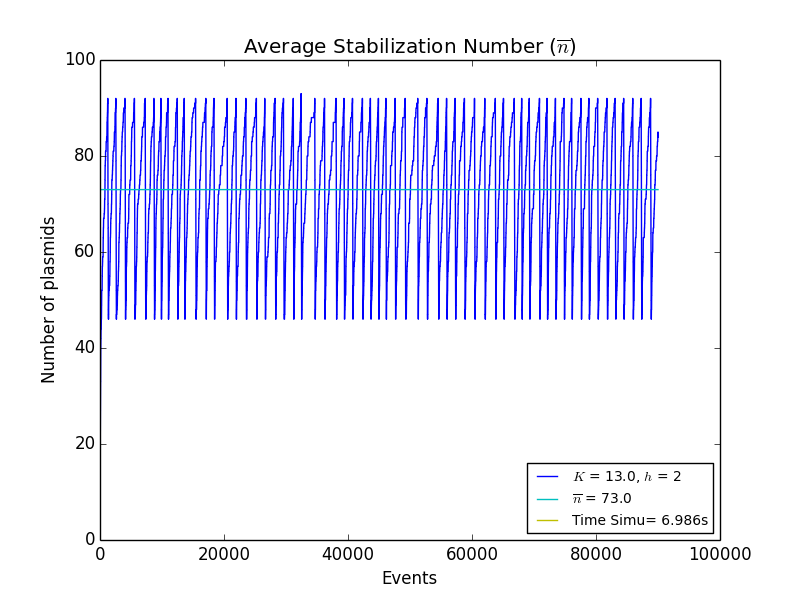 Average Stabilization Number (n̅)
100
80
60
40
20
0
Number of plasmids
0 20000 40000 60000 80000 100000
Events
K = 13.0, h = 2
n̅ = 73.0
Time Simu= 6.986s